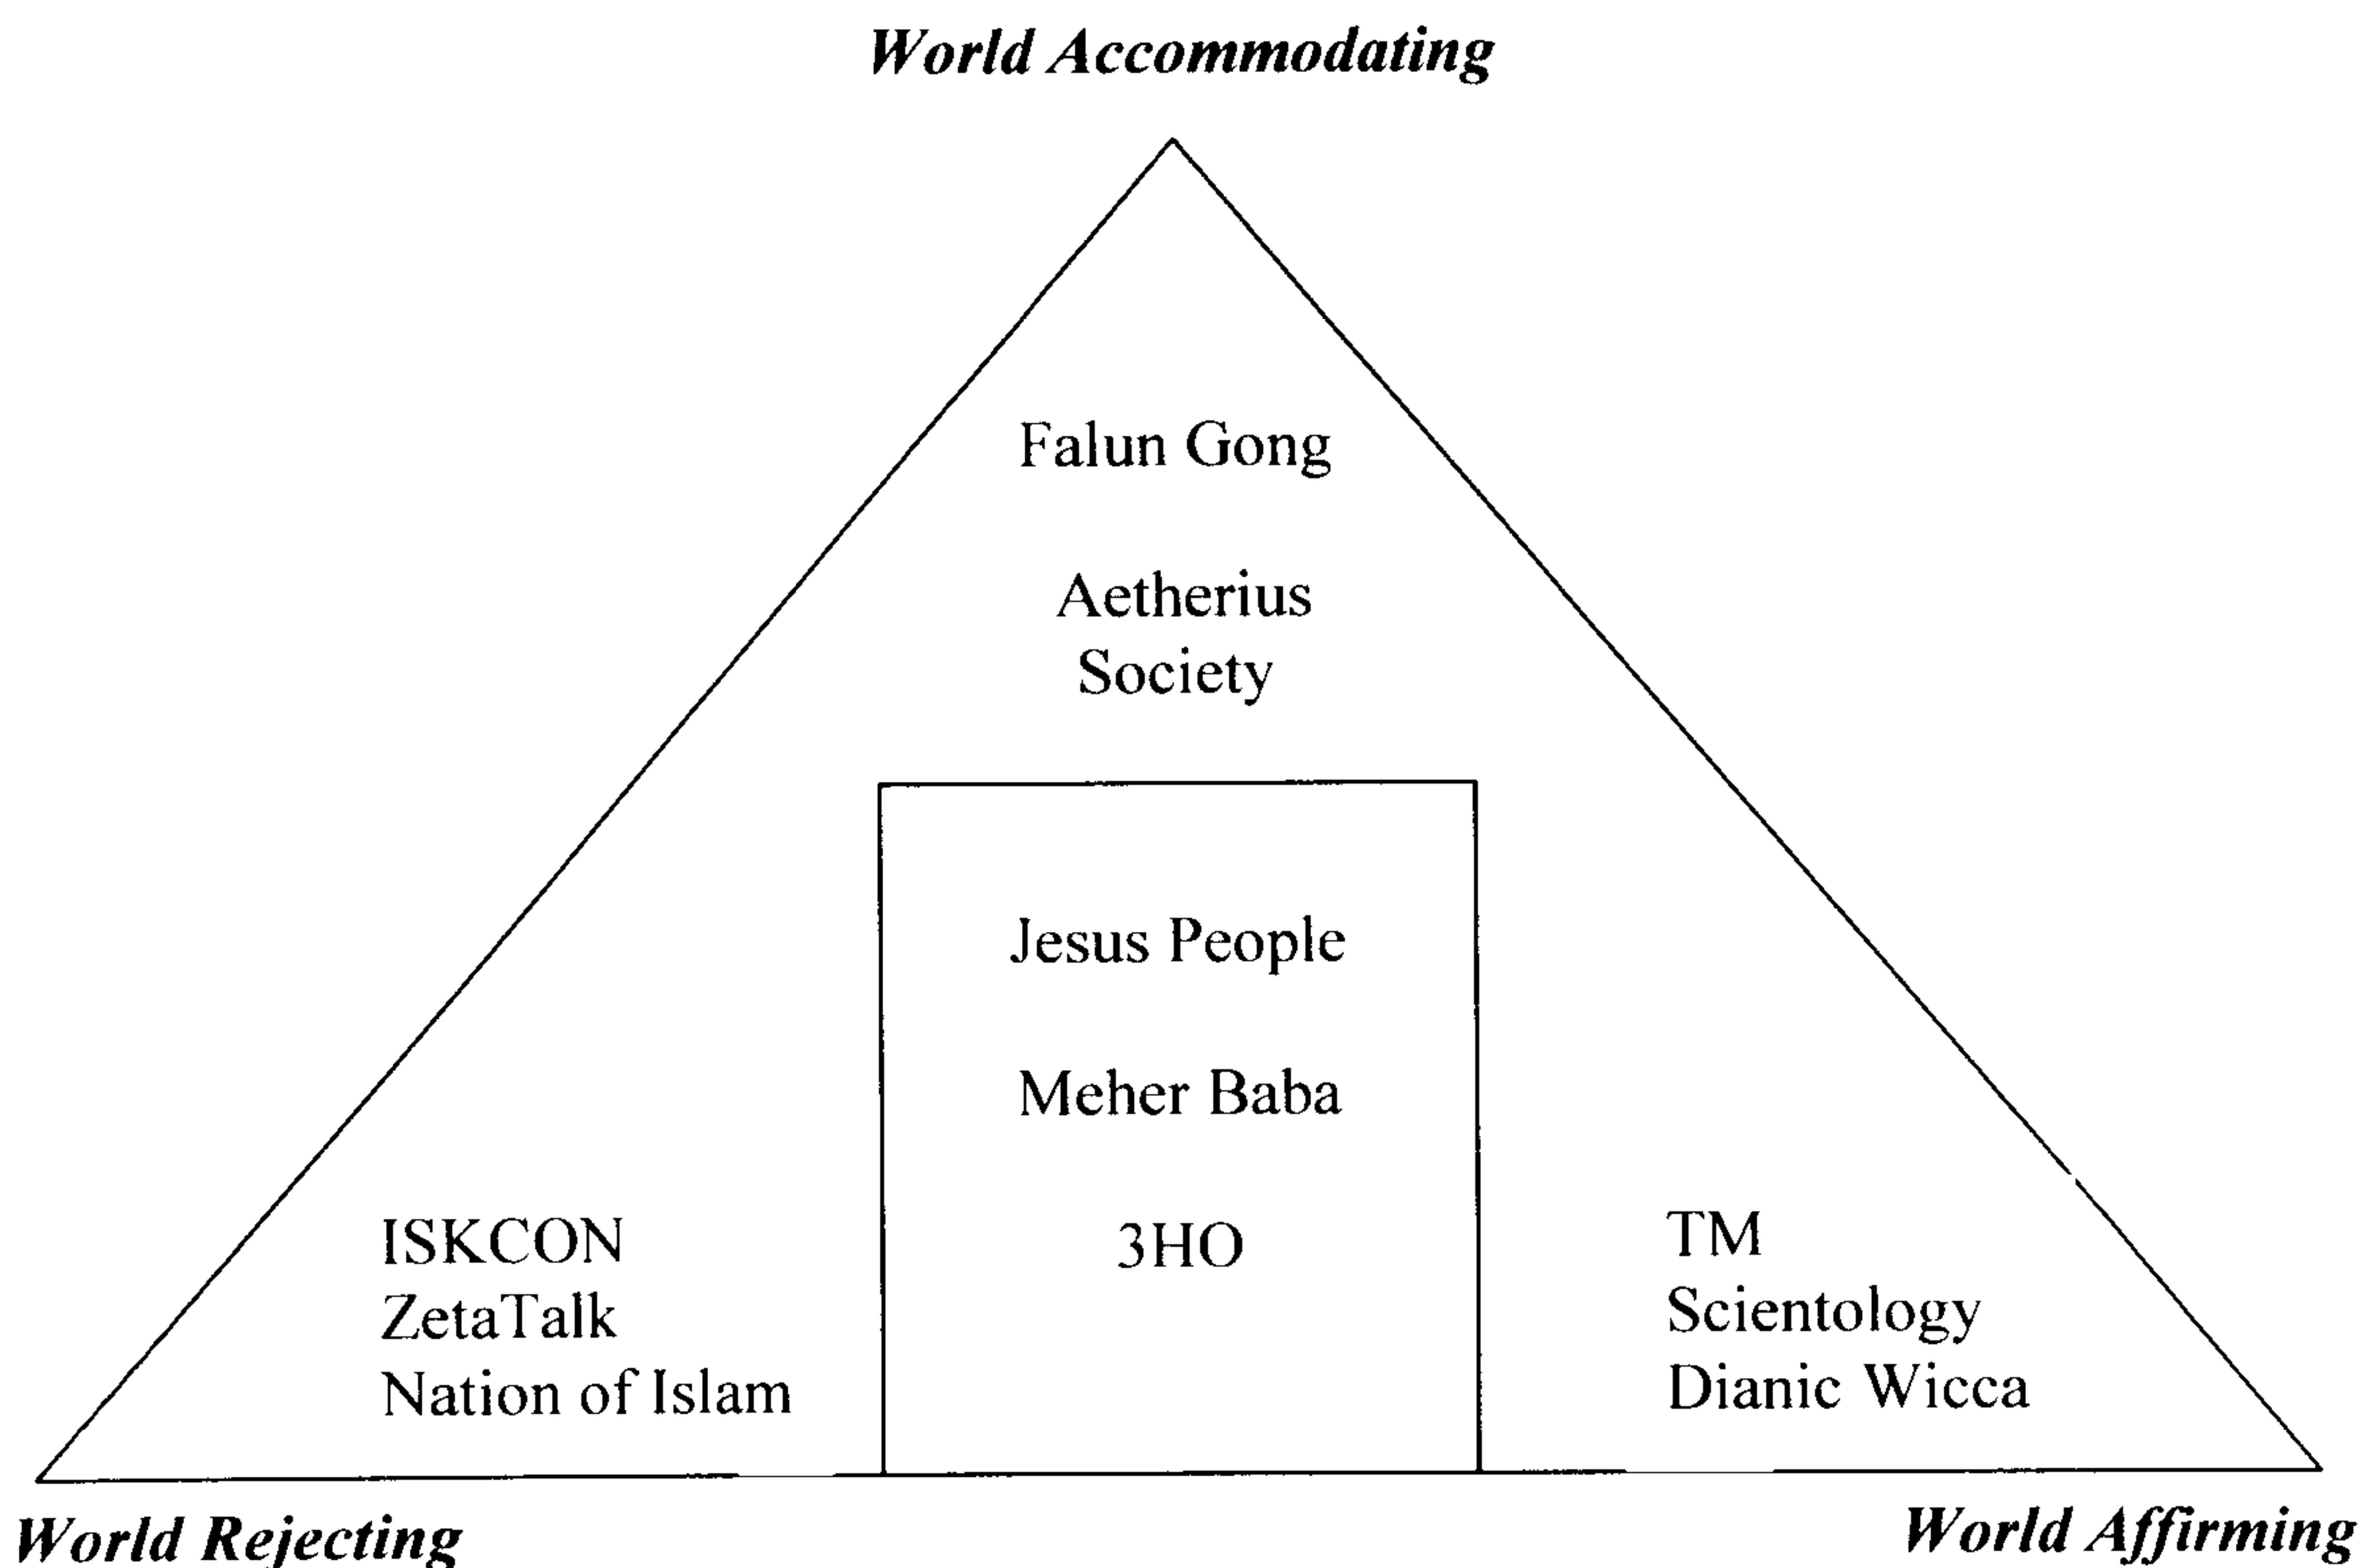 World Accommodating
Falun Gong
Aetherius
Society
Jesus People
Meher Baba
3HO
ISKCON
ZetaTalk
Nation of Islam
TM
Scientology
Dianic Wicca
World Rejecting
World Affirming